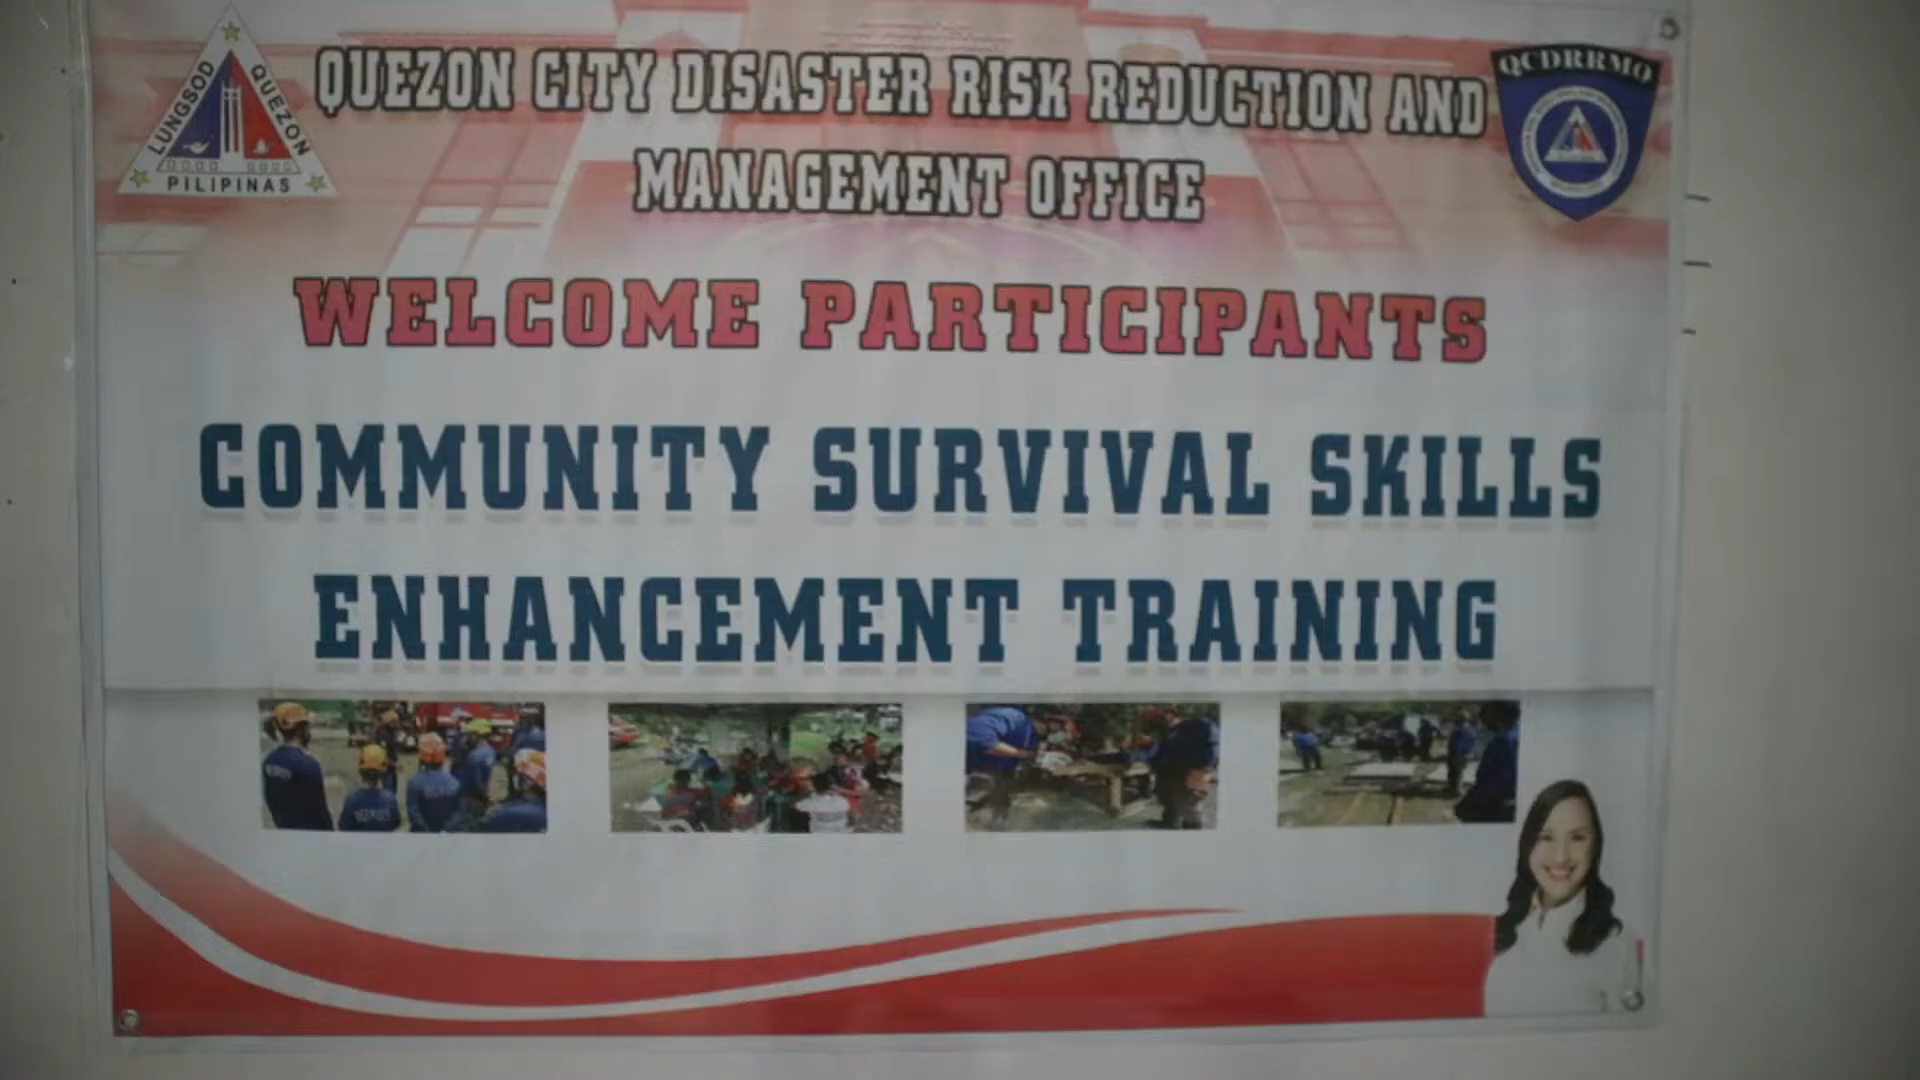 LUNGSOD QUEZON
PILIPINAS
QUEZON CITY DISASTER RISK REDUCTION AND
MANAGEMENT OFFICE
QCDRRMO
WELCOME PARTICIPANTS
COMMUNITY SURVIVAL SKILLS
ENHANCEMENT TRAINING